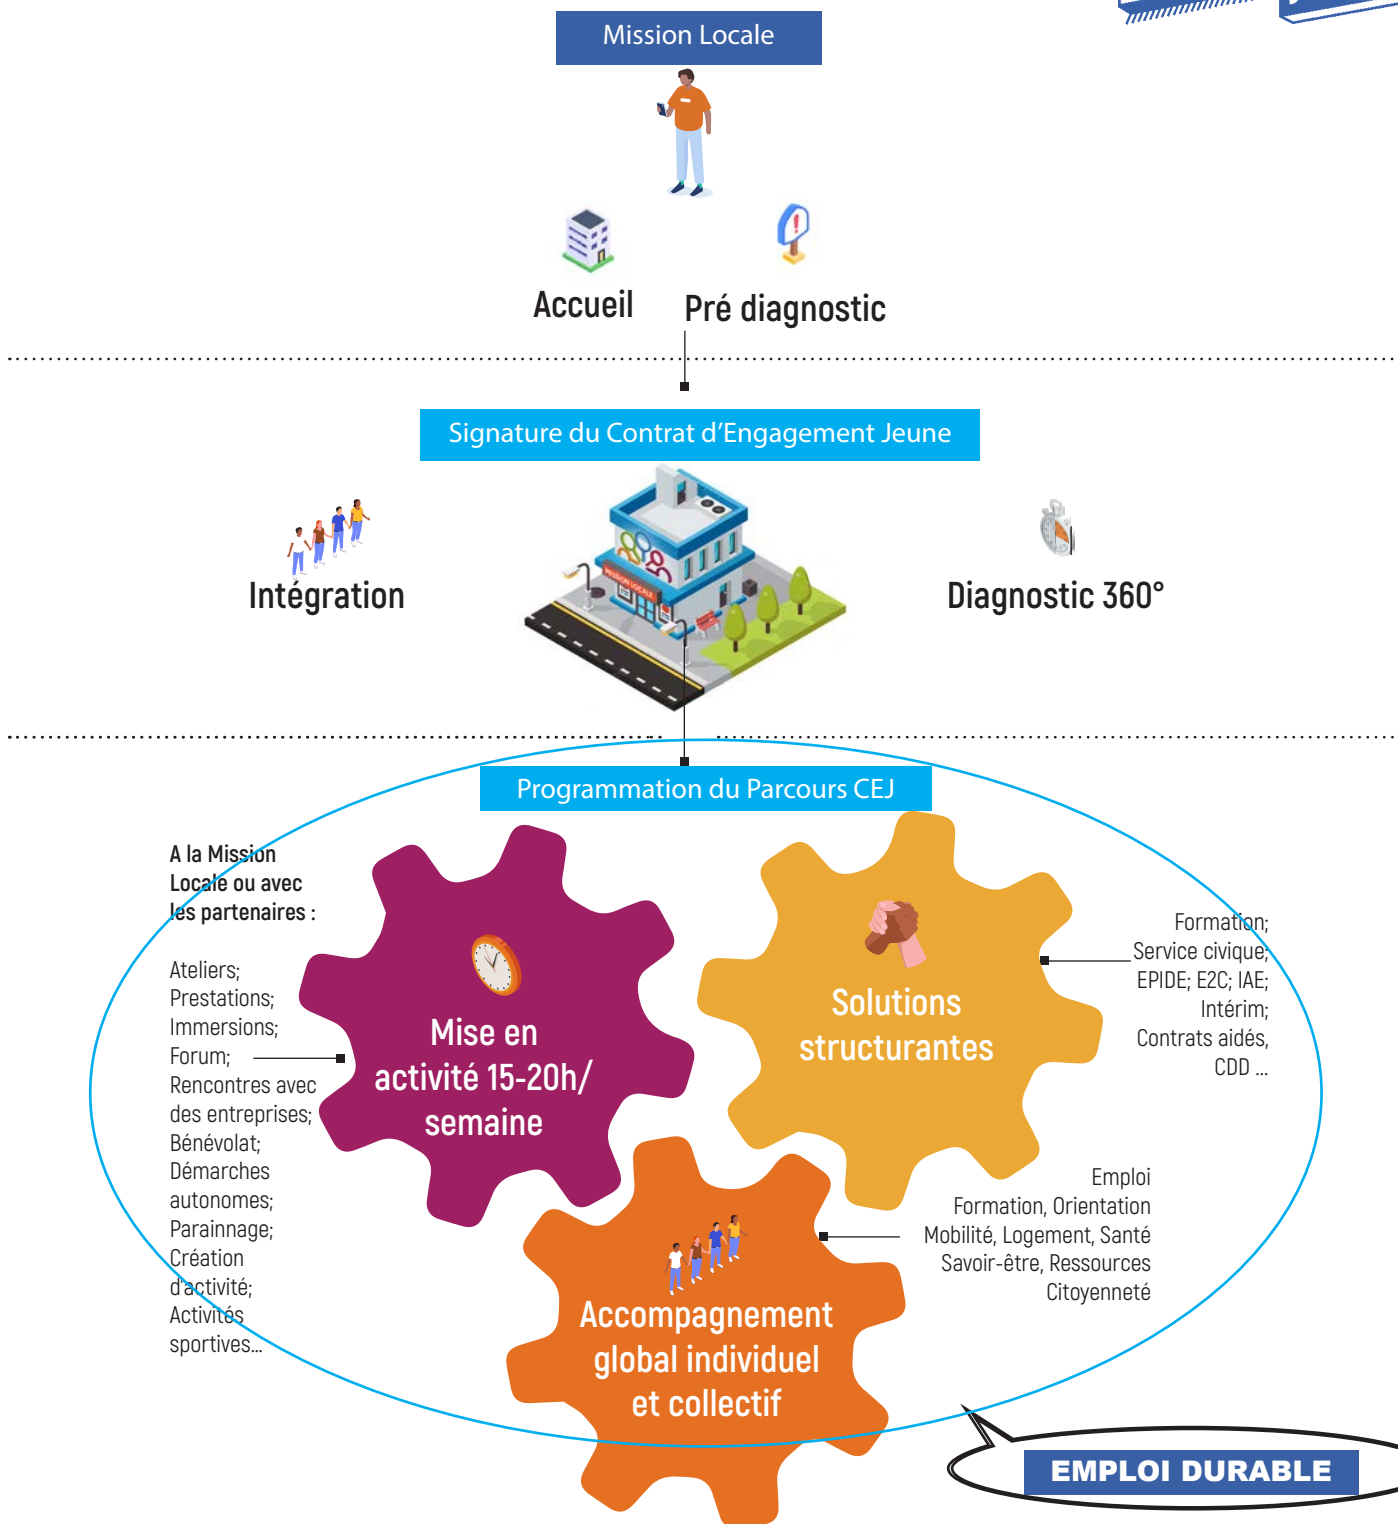 Mission Locale
Accueil
Pré diagnostic
Signature du Contrat d'Engagement Jeune
MISSION LOCALE
Intégration
Diagnostic 360°
Programmation du Parcours CEJ
A la Mission
Locale ou avec
les partenaires :
Ateliers;
Prestations;
Immersions;
Forum;
Rencontres avec
des entreprises;
Bénévolat;
Démarches
autonomes;
Parainnage;
Création
d'activité;
Activités
sportives...
Mise en
activité 15-20h/
semaine
Solutions
structurantes
Formation;
Service civique;
EPIDE; E2C; IAE;
Intérim;
Contrats aidés,
CDD ...
Accompagnement
global individuel
et collectif
Emploi
Formation, Orientation
Mobilité, Logement, Santé
Savoir-être, Ressources
Citoyenneté
EMPLOI DURABLE